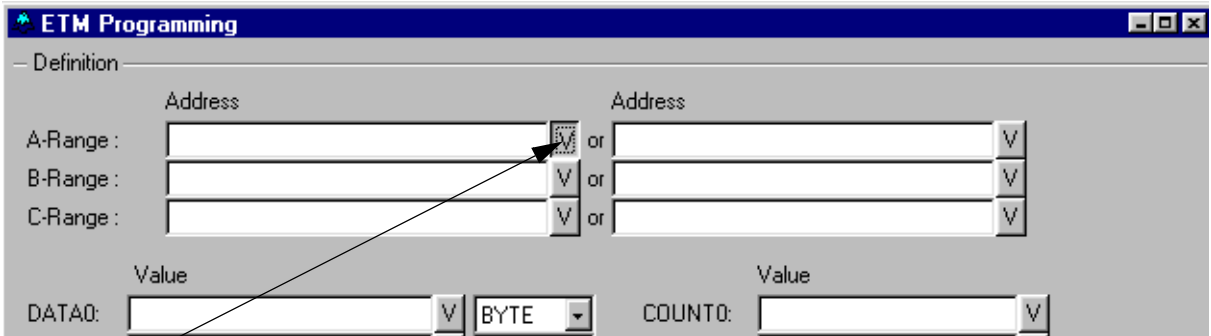 ETM Programming
Definition
Address Address
A-Range : V or V
B-Range : V or V
C-Range : V or V
Value Value
DATA0: V BYTE COUNT0: V